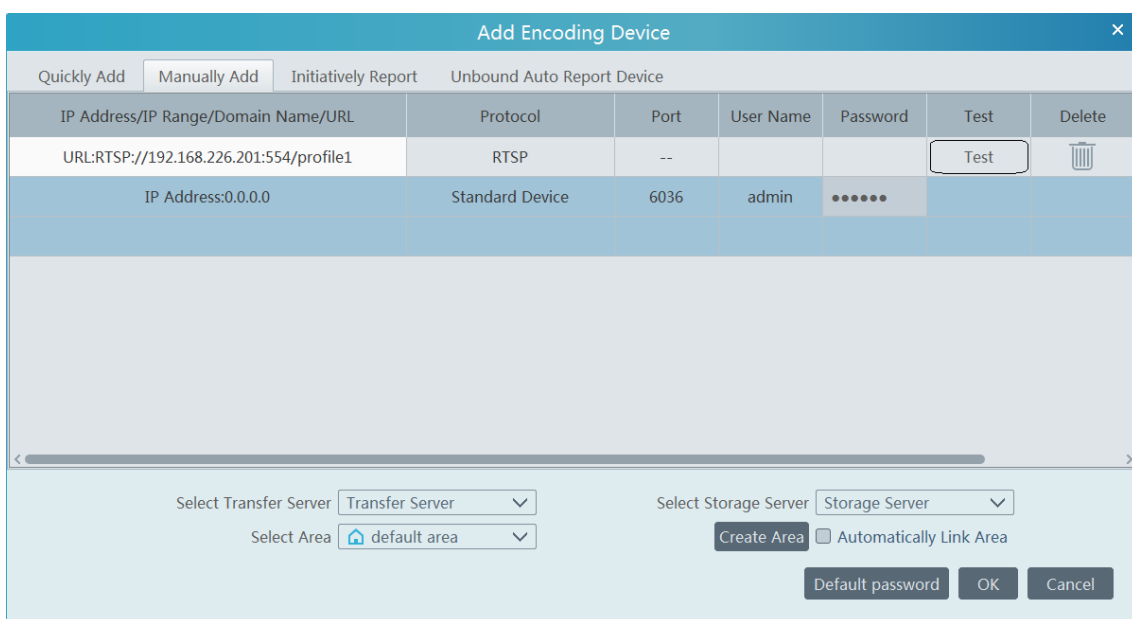 Add Encoding Device
Quickly Add Manually Add Initiatively Report Unbound Auto Report Device
IP Address/IP Range/Domain Name/URL Protocol Port User Name Password Test Delete
URL:RTSP://192.168.226.201:554/profile1 RTSP -- Test
IP Address:0.0.0.0 Standard Device 6036 admin ●●●●●●
Select Transfer Server Transfer Server Select Storage Server Storage Server
Select Area default area Create Area Automatically Link Area
Default password OK Cancel